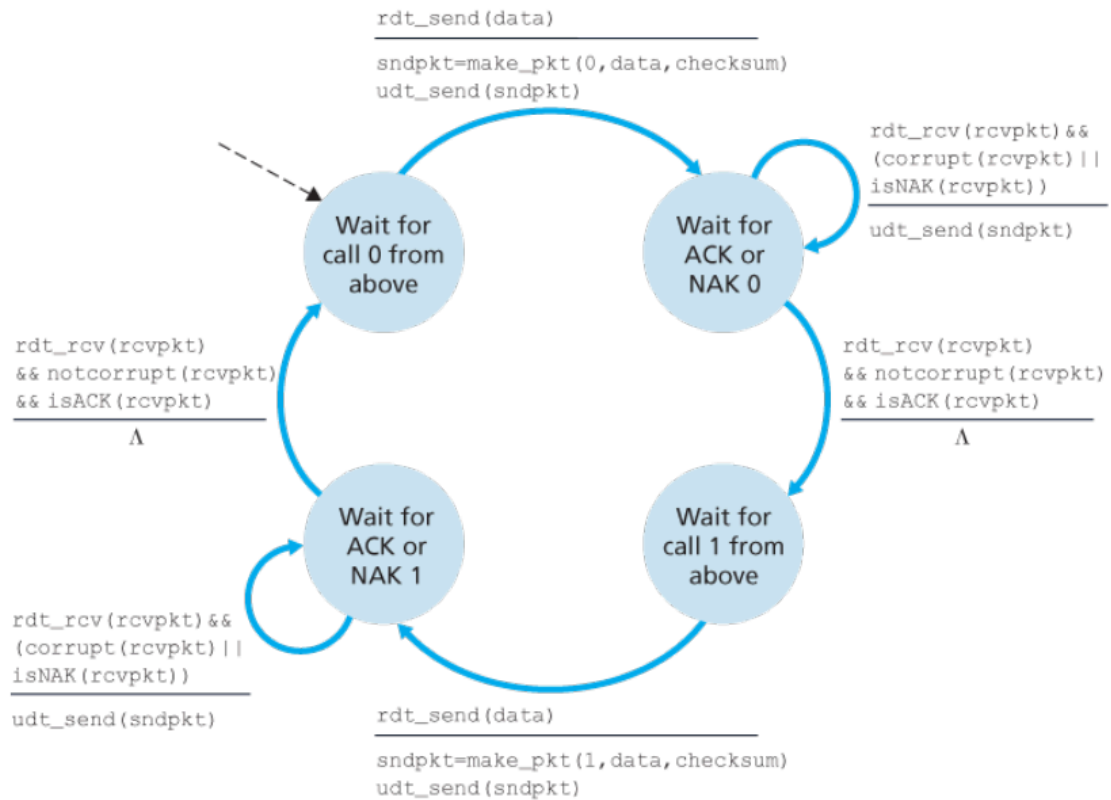 rdt_send(data)
sndpkt=make_pkt(0,data,checksum)
udt_send(sndpkt)
rdt_rcv(rcvpkt)&&
(corrupt(rcvpkt)||
isNAK(rcvpkt))
udt_send(sndpkt)
Wait for
call 0 from
above
Wait for
ACK or
NAK 0
rdt_rcv(rcvpkt)
&& notcorrupt(rcvpkt)
&& isACK(rcvpkt)
Λ
rdt_rcv(rcvpkt)
&& notcorrupt(rcvpkt)
&& isACK(rcvpkt)
Λ
Wait for
ACK or
NAK 1
Wait for
call 1 from
above
rdt_rcv(rcvpkt)&&
(corrupt(rcvpkt)||
isNAK(rcvpkt))
udt_send(sndpkt)
rdt_send(data)
sndpkt=make_pkt(1,data,checksum)
udt_send(sndpkt)